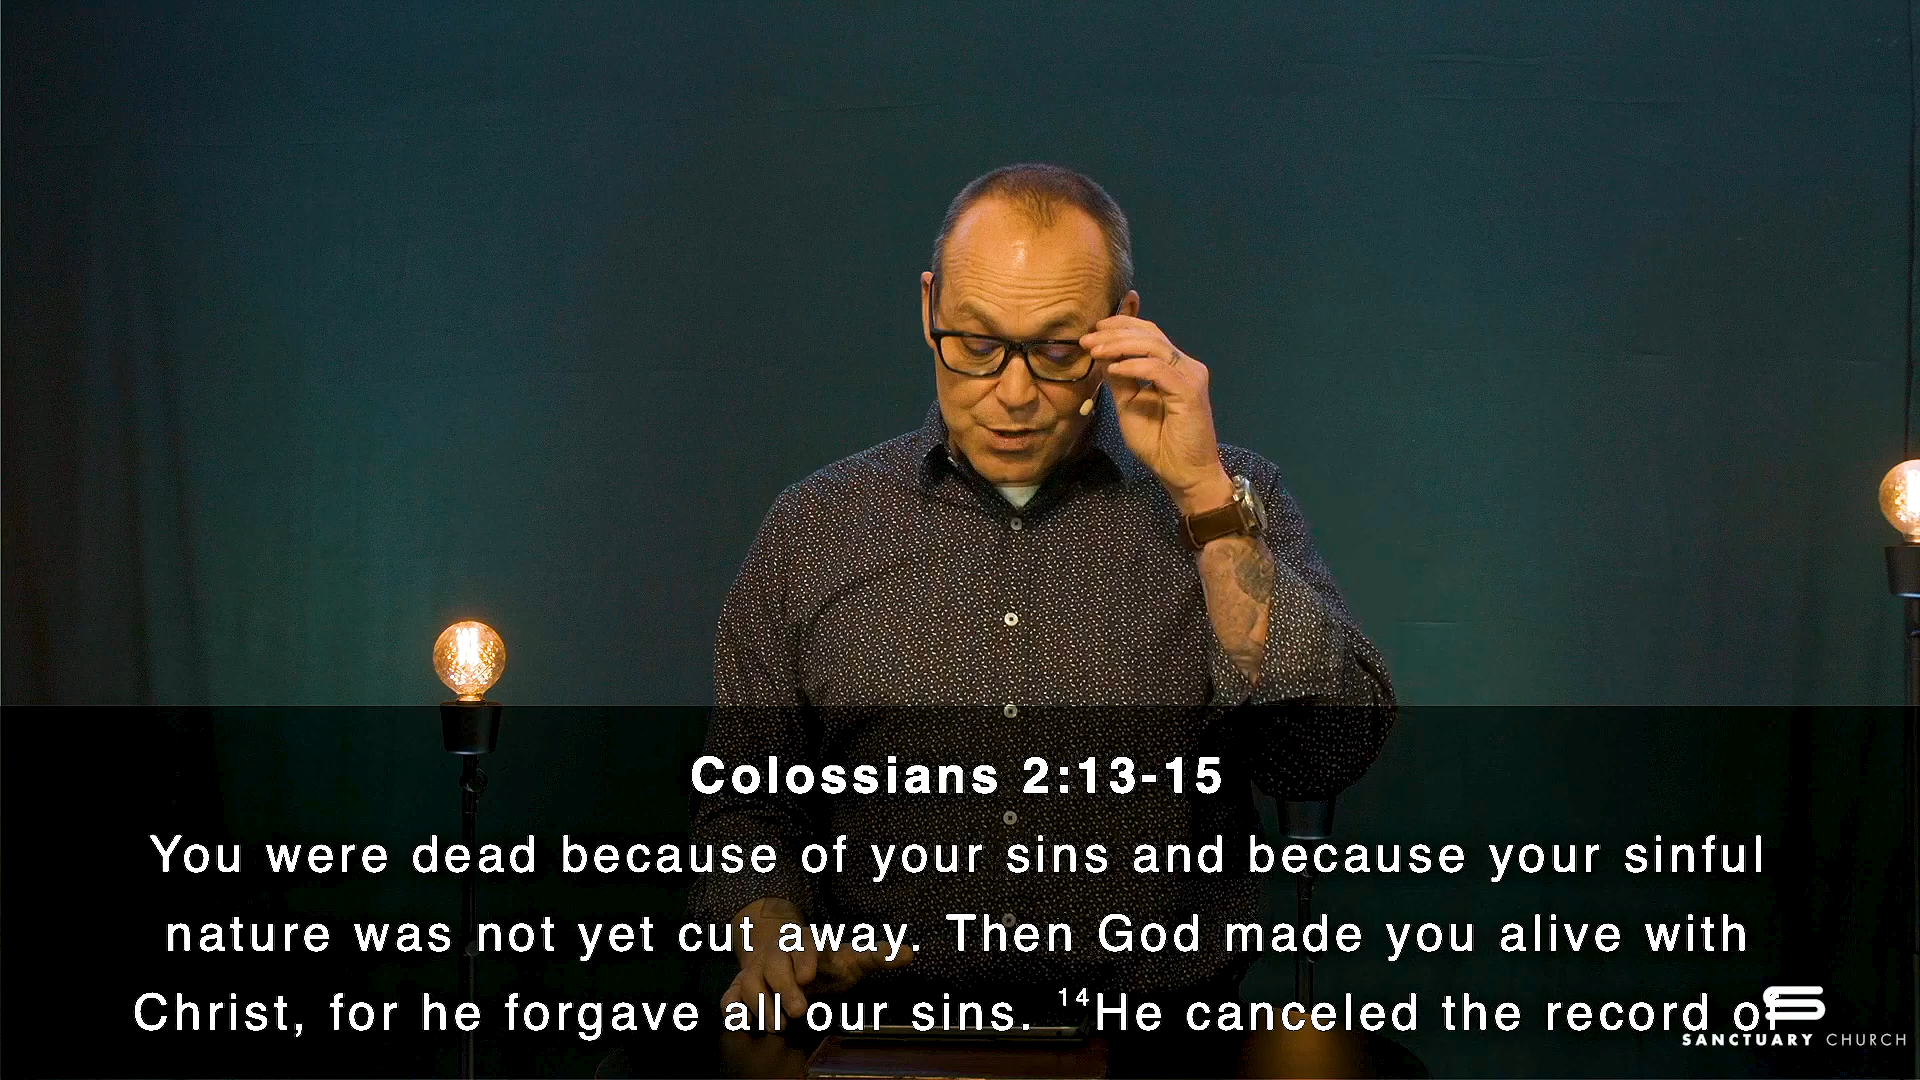 Colossians 2:13-15
You were dead because of your sins and because your sinful
nature was not yet cut away. Then God made you alive with
Christ, for he forgave all our sins. ¹⁴He canceled the record of
SANCTUARY CHURCH